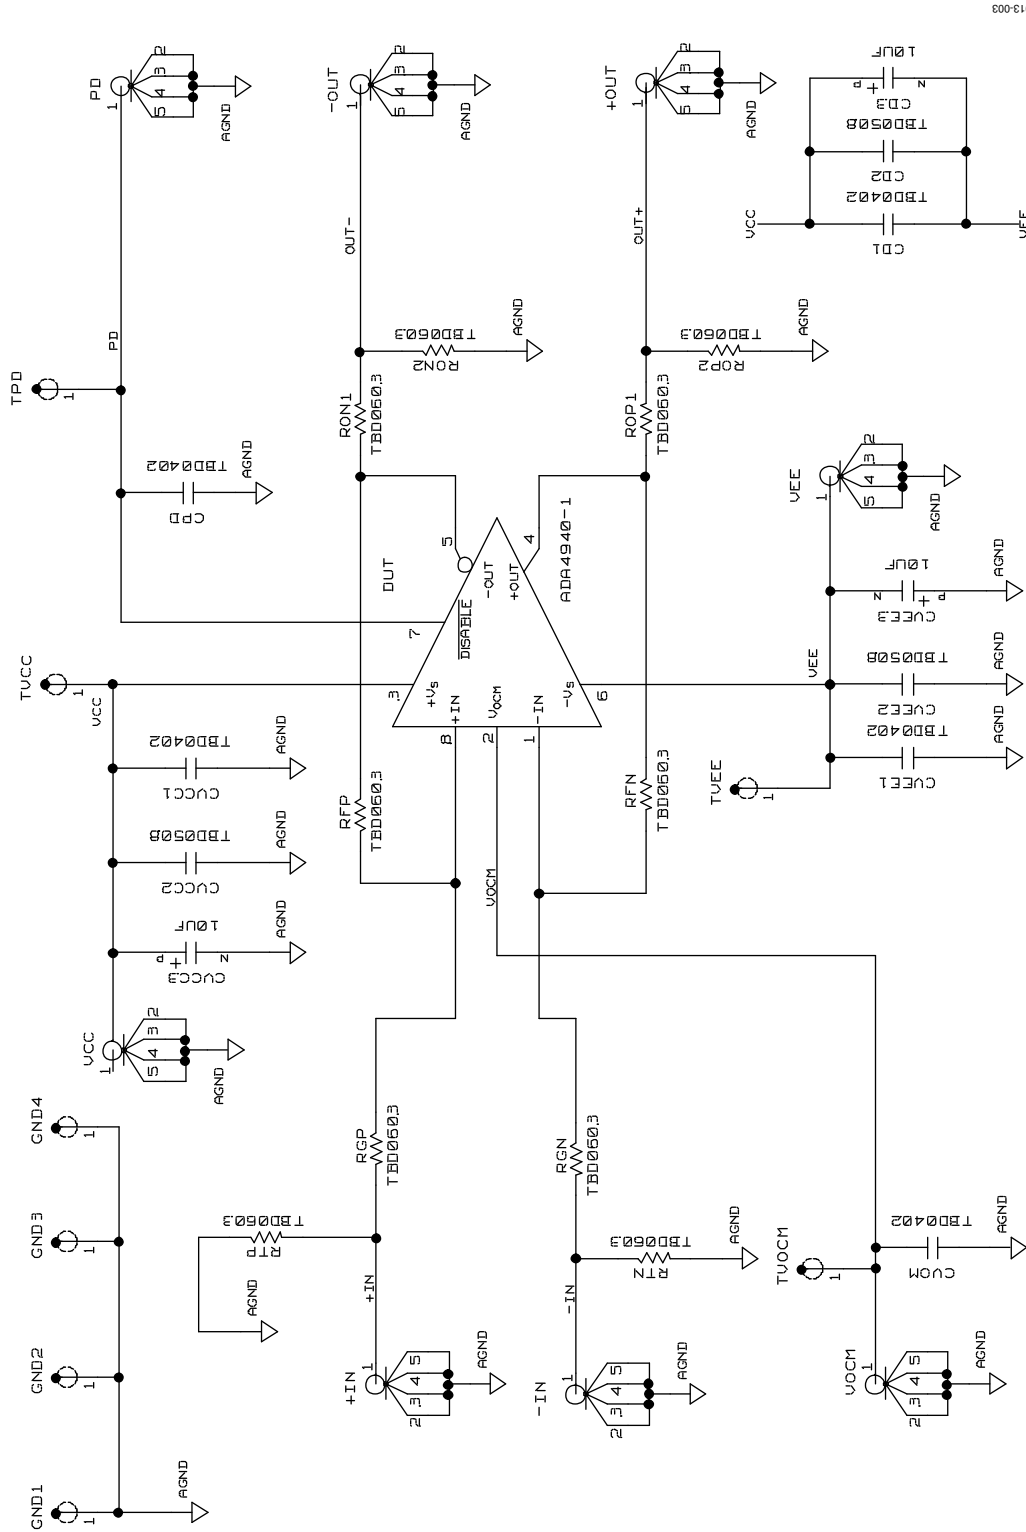 13-003
PD
1
2
3
4
5
AGND
-OUT
1
2
3
4
5
AGND
+OUT
1
2
3
4
5
AGND
10UF
P
+
N
CD3
TBD0508
CD2
TBD0402
CD1
VCC
VEE
OUT-
OUT+
TPD
1
PD
TBD0402
CPD
AGND
RON1
TBD0603
TBD0603
RON2
AGND
ROP1
TBD0603
TBD0603
ROP2
AGND
DUT
ADA4940-1
5
4
-OUT
+OUT
7
DISABLE
3
+VS
+IN
VOCM
-IN
-VS
8
2
1
6
TVCC
1
VCC
TBD0402
CVCC1
AGND
TBD0508
CVCC2
AGND
10UF
P
+
N
CVCC3
AGND
VCC
1
2
3
4
5
AGND
RFP
TBD0603
RFN
TBD0603
VOCM
VEE
1
2
3
4
5
AGND
10UF
N
+
P
CVEE3
AGND
VEE
TBD0508
CVEE2
AGND
TBD0402
CVEE1
AGND
TVEE
1
GND4
1
GND3
1
GND2
1
GND1
1
AGND
RGP
TBD0603
TBD0603
RTP
AGND
+IN
+IN
1
5
4
3
2
AGND
RGN
TBD0603
TBD0603
RTN
AGND
-IN
-IN
1
5
4
3
2
AGND
TVOCM
1
TBD0402
CVOM
AGND
VOCM
1
5
4
3
2
AGND